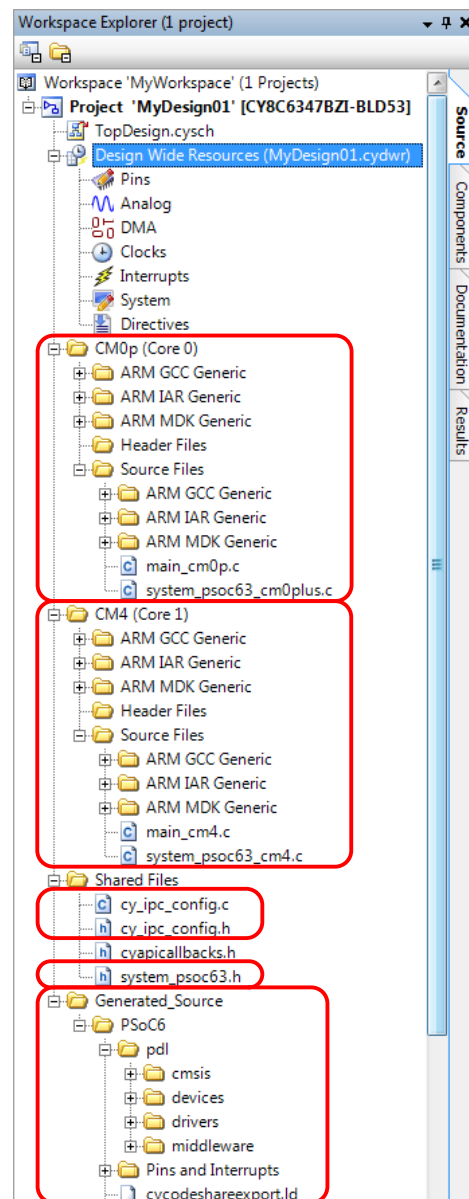 Workspace Explorer (1 project)
Workspace 'MyWorkspace' (1 Projects)
Project 'MyDesign01' [CY8C6347BZI-BLD53]
TopDesign.cysch
Design Wide Resources (MyDesign01.cydwr)
Pins
Analog
DMA
Clocks
Interrupts
System
Directives
CM0p (Core 0)
ARM GCC Generic
ARM IAR Generic
ARM MDK Generic
Header Files
Source Files
ARM GCC Generic
ARM IAR Generic
ARM MDK Generic
main_cm0p.c
system_psoc63_cm0plus.c
CM4 (Core 1)
ARM GCC Generic
ARM IAR Generic
ARM MDK Generic
Header Files
Source Files
ARM GCC Generic
ARM IAR Generic
ARM MDK Generic
main_cm4.c
system_psoc63_cm4.c
Shared Files
cy_ipc_config.c
cy_ipc_config.h
cyapicallbacks.h
system_psoc63.h
Generated_Source
PSoC6
pdl
cmsis
devices
drivers
middleware
Pins and Interrupts
cycodeshareexport.ld
Source
Components
Documentation
Results